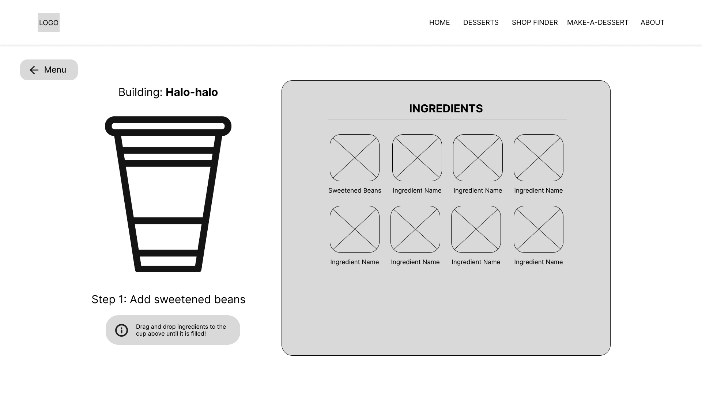 LOGO
HOME DESSERTS SHOP FINDER MAKE-A-DESSERT ABOUT
Menu
Building: Halo-halo
INGREDIENTS
Sweetened Beans Ingredient Name Ingredient Name Ingredient Name
Ingredient Name Ingredient Name Ingredient Name Ingredient Name
Step 1: Add sweetened beans
Drag and drop ingredients to the
cup above until it is filled!